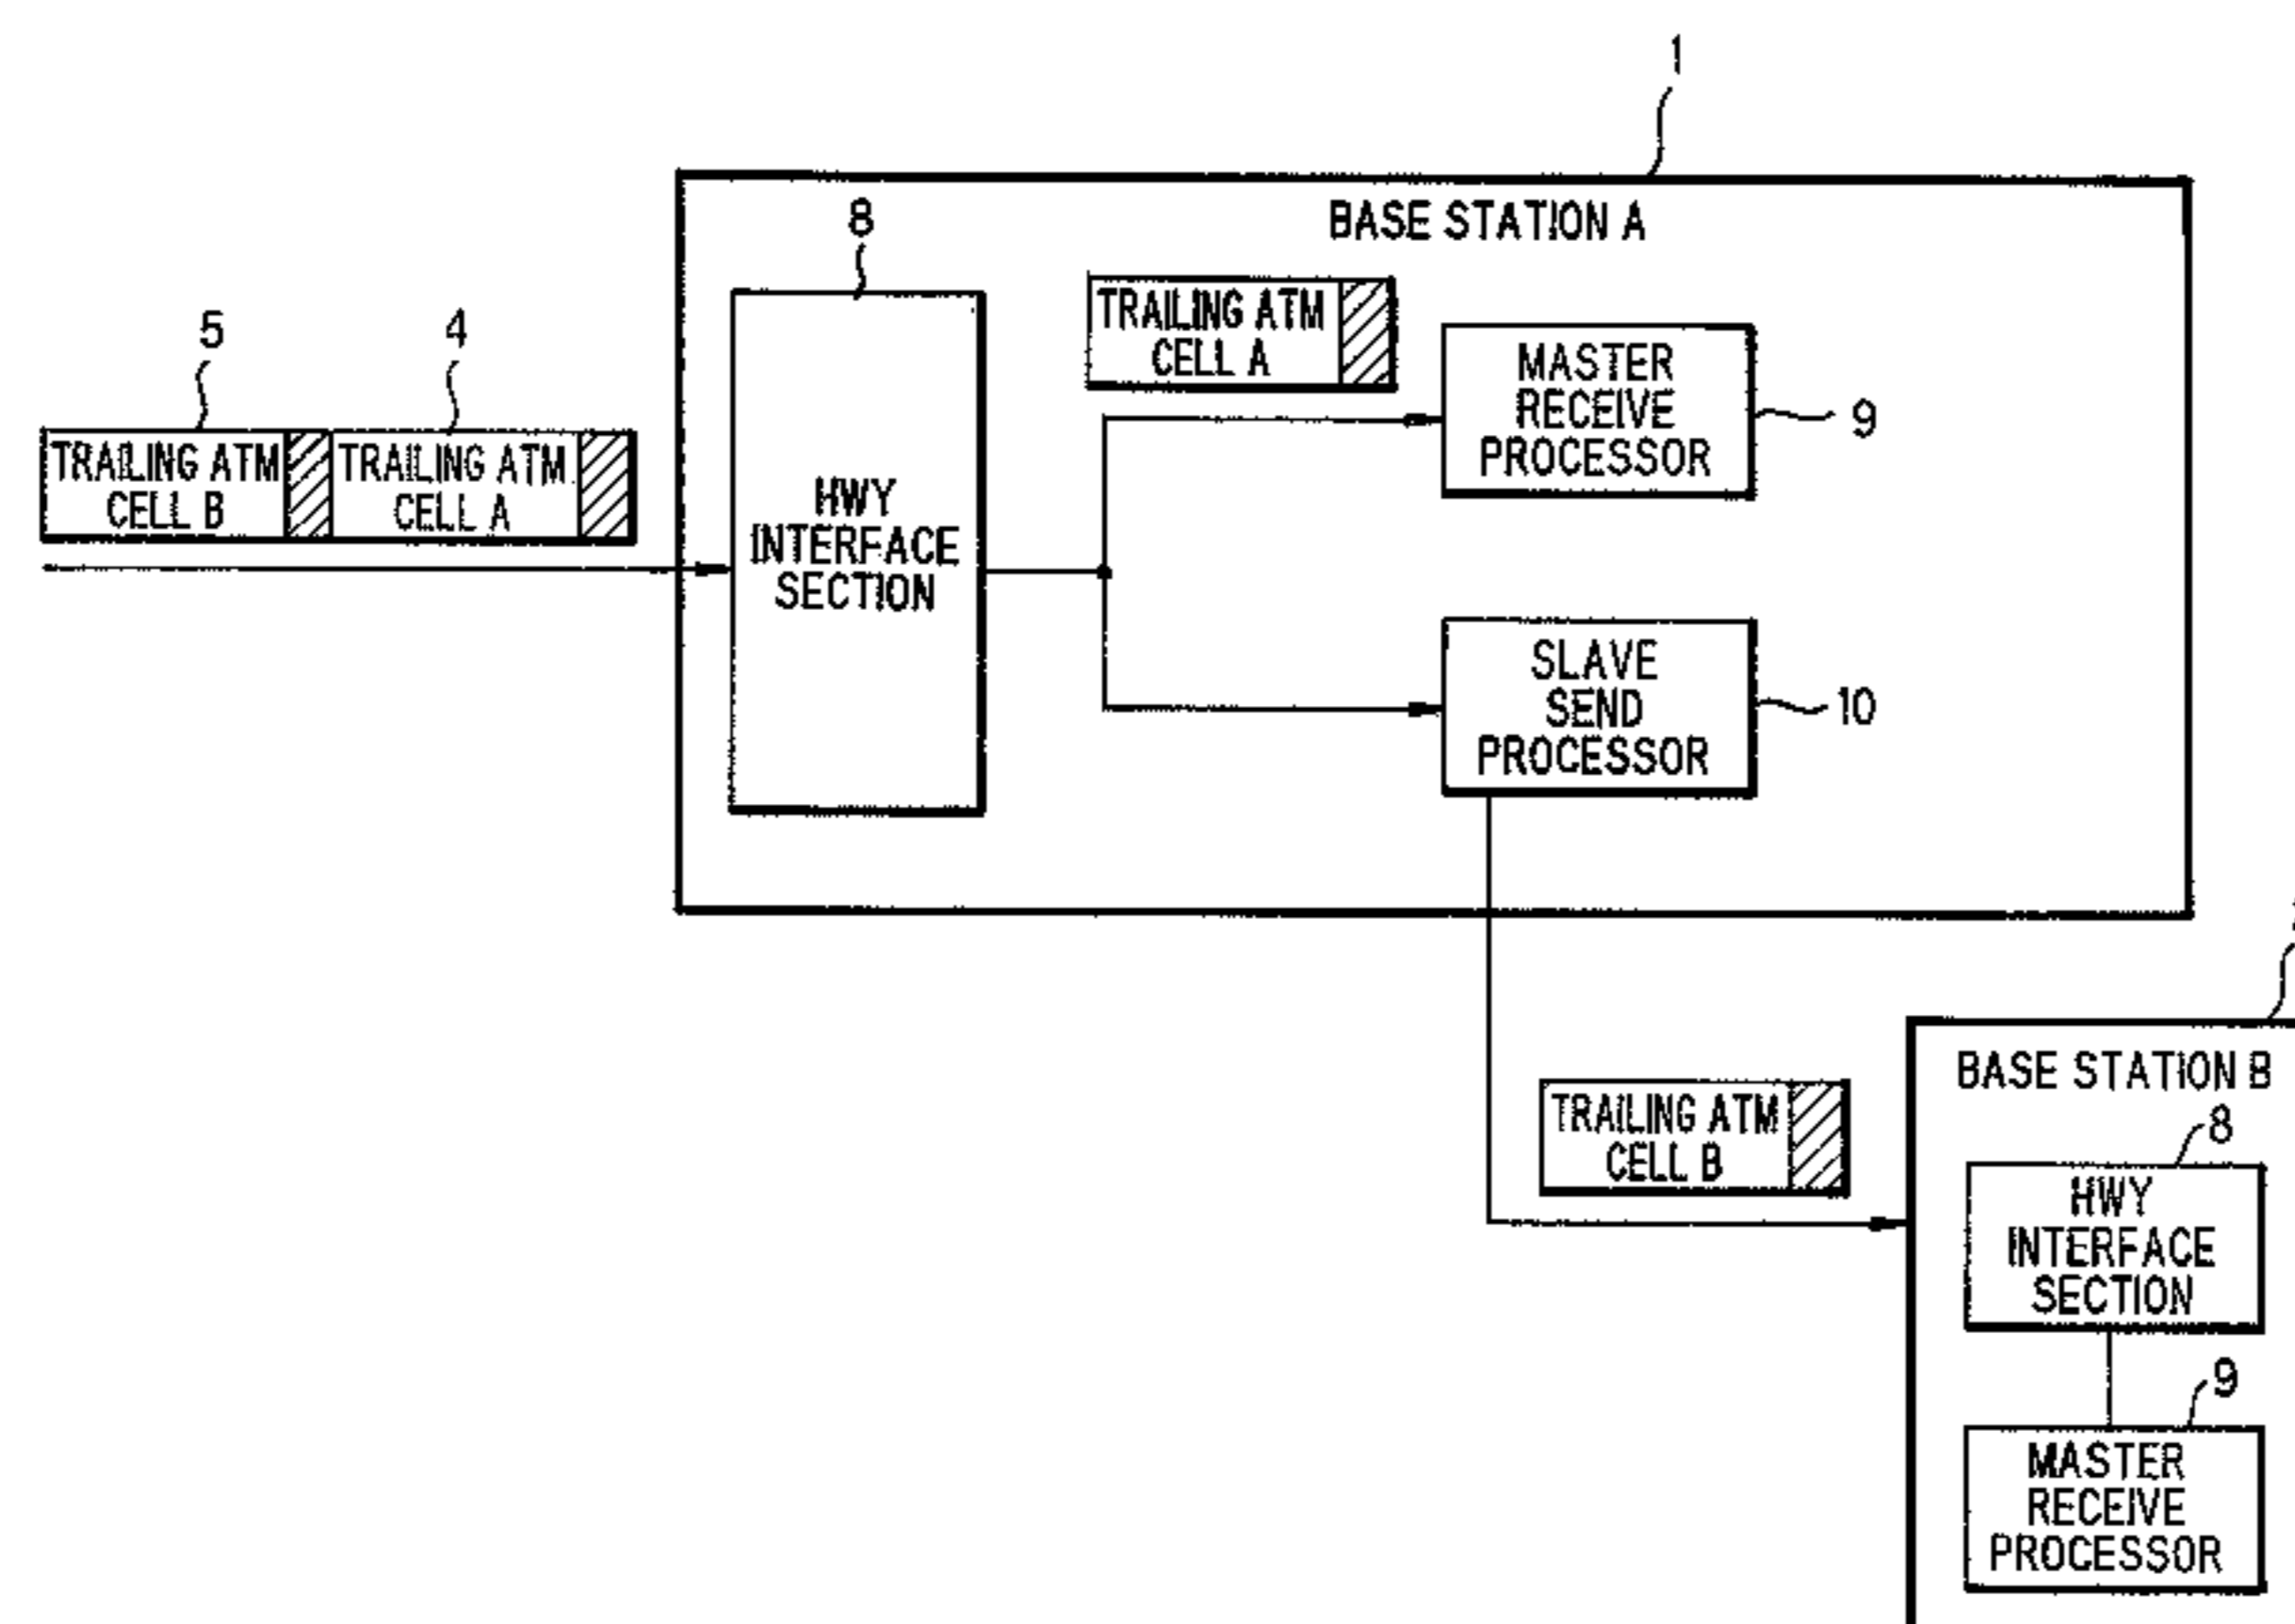 1
BASE STATION A
8
5
4
TRAILING ATM
CELL B
TRAILING ATM
CELL A
HWY
INTERFACE
SECTION
TRAILING ATM
CELL A
MASTER
RECEIVE
PROCESSOR
9
SLAVE
SEND
PROCESSOR
10
TRAILING ATM
CELL B
BASE STATION B
8
HWY
INTERFACE
SECTION
9
MASTER
RECEIVE
PROCESSOR